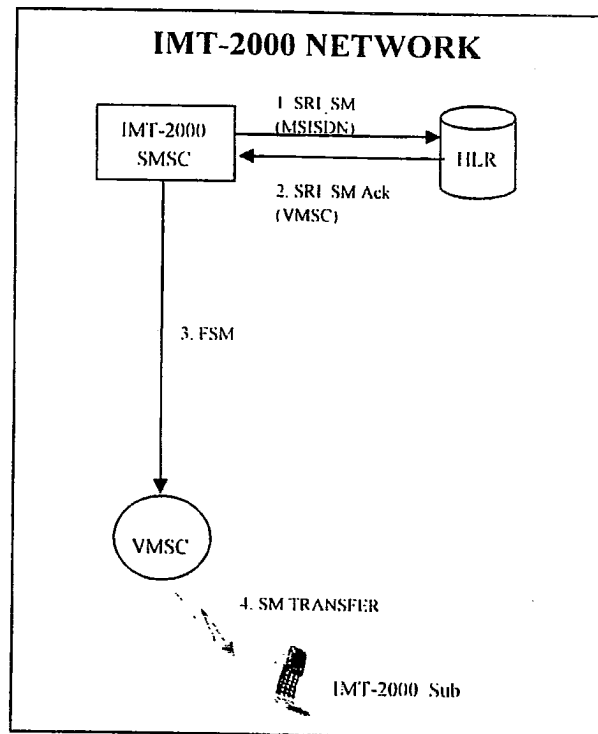 IMT-2000 NETWORK
1. SRI_SM
(MSISDN)
IMT-2000
SMSC
HLR
2. SRI_SM Ack
(VMSC)
3. FSM
VMSC
4. SM TRANSFER
IMT-2000 Sub